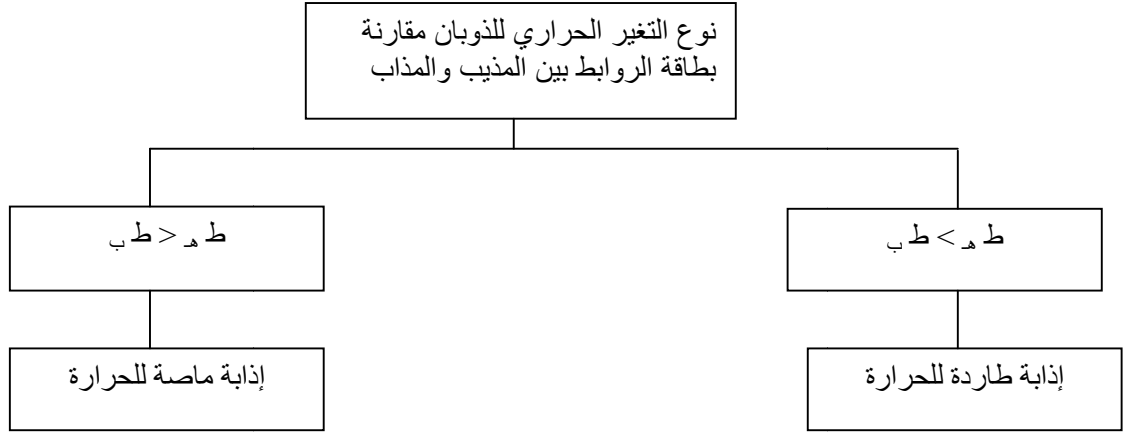 نوع التغير الحراري للذوبان مقارنة
بطاقة الروابط بين المذيب والمذاب
ط هـ > ط ب
ط هـ < ط ب
إذابة طاردة للحرارة
إذابة ماصة للحرارة